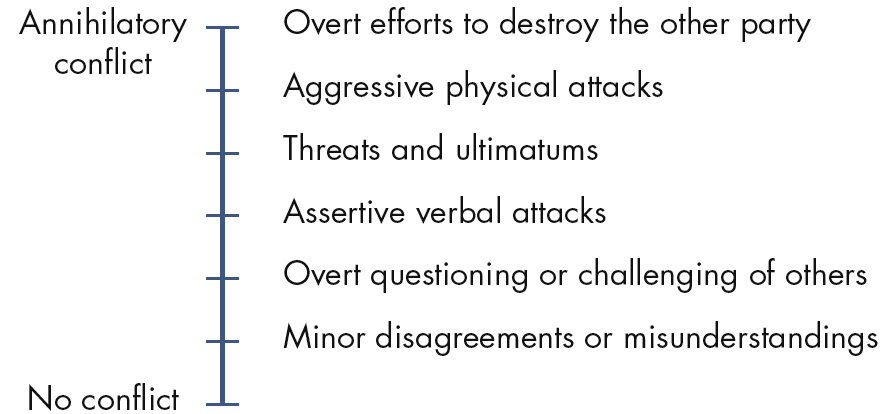 Annihilatory
conflict
Overt efforts to destroy the other party
Aggressive physical attacks
Threats and ultimatums
Assertive verbal attacks
Overt questioning or challenging of others
Minor disagreements or misunderstandings
No conflict